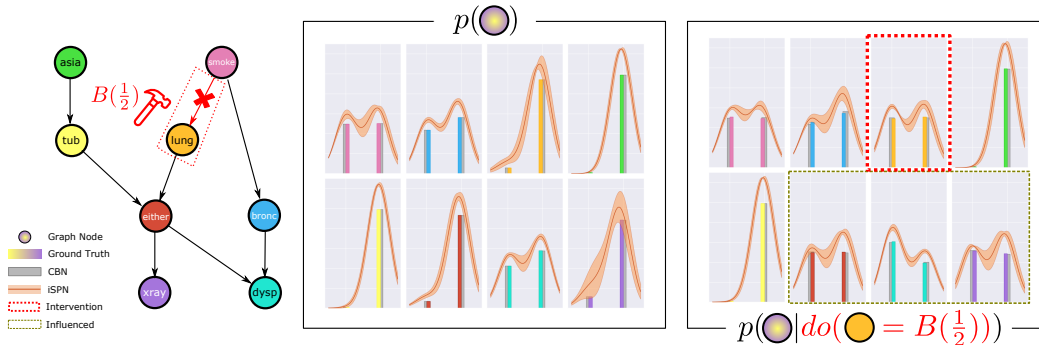 asia
smoke
B(1/2)
tub
lung
either
bronc
xray
dysp
Graph Node
Ground Truth
CBN
iSPN
Intervention
Influenced
p( )
p( |do( = B(1/2)))